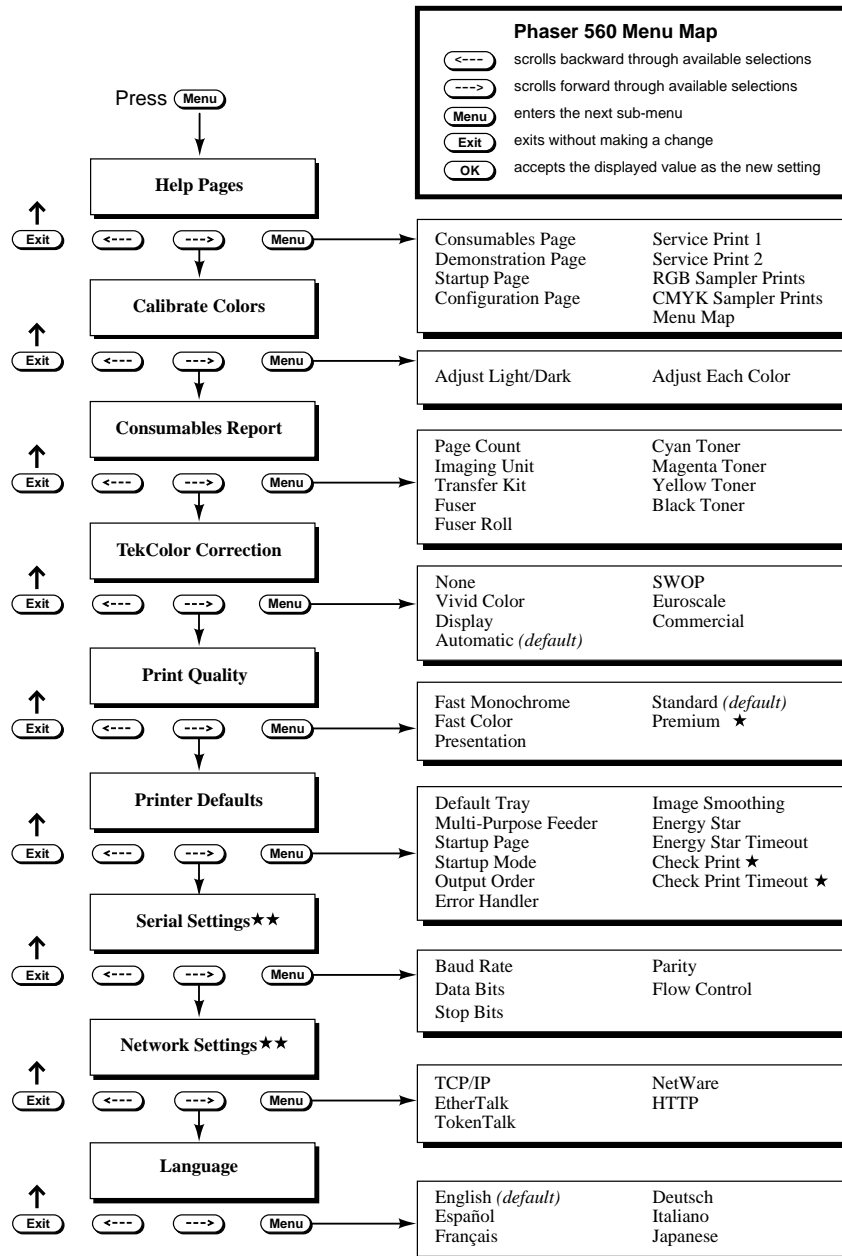 Phaser 560 Menu Map
<--- scrolls backward through available selections
---> scrolls forward through available selections
Menu enters the next sub-menu
Exit exits without making a change
OK accepts the displayed value as the new setting
Press Menu
Help Pages
Exit <--- ---> Menu
Consumables Page Service Print 1
Demonstration Page Service Print 2
Startup Page RGB Sampler Prints
Configuration Page CMYK Sampler Prints
Menu Map
Calibrate Colors
Exit <--- ---> Menu
Adjust Light/Dark Adjust Each Color
Consumables Report
Exit <--- ---> Menu
Page Count Cyan Toner
Imaging Unit Magenta Toner
Transfer Kit Yellow Toner
Fuser Black Toner
Fuser Roll
TekColor Correction
Exit <--- ---> Menu
None SWOP
Vivid Color Euroscale
Display Commercial
Automatic (default)
Print Quality
Exit <--- ---> Menu
Fast Monochrome Standard (default)
Fast Color Premium ★
Presentation
Printer Defaults
Exit <--- ---> Menu
Default Tray Image Smoothing
Multi-Purpose Feeder Energy Star
Startup Page Energy Star Timeout
Startup Mode Check Print ★
Output Order Check Print Timeout ★
Error Handler
Serial Settings★★
Exit <--- ---> Menu
Baud Rate Parity
Data Bits Flow Control
Stop Bits
Network Settings★★
Exit <--- ---> Menu
TCP/IP NetWare
EtherTalk HTTP
TokenTalk
Language
Exit <--- ---> Menu
English (default) Deutsch
Español Italiano
Français Japanese